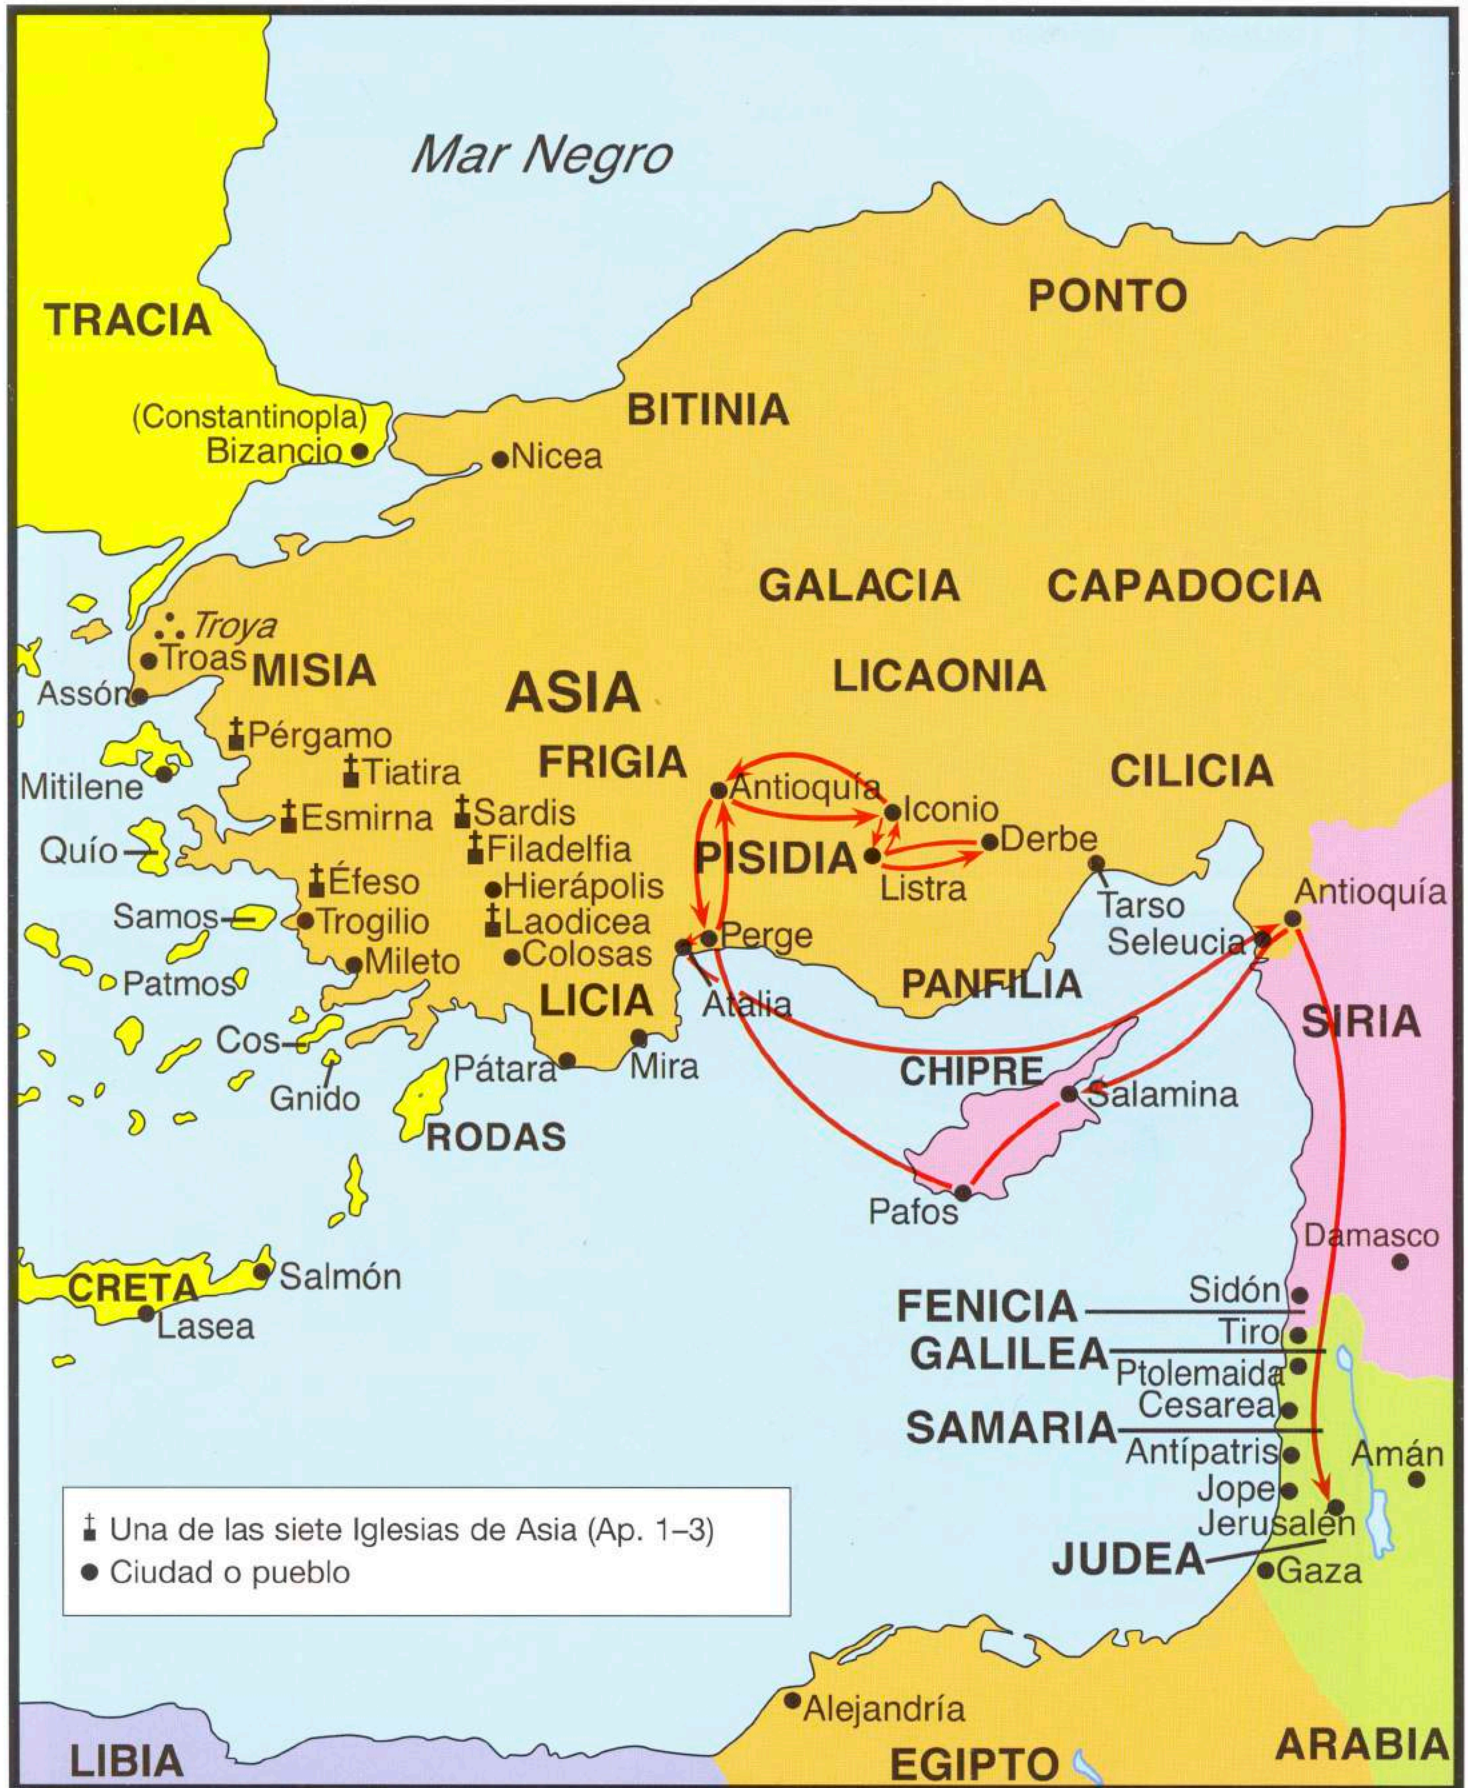 Mar Negro
PONTO
TRACIA
BITINIA
(Constantinopla)
Bizancio
Nicea
GALACIA
CAPADOCIA
Troya
Troas
MISIA
LICAONIA
Assón
ASIA
Pérgamo
FRIGIA
Tiatira
CILICIA
Mitilene
Antioquía
Esmirna
Sardis
Iconio
Derbe
Quío
Filadelfia
PISIDIA
Éfeso
Hierápolis
Listra
Antioquía
Tarso
Samos
Trogilio
Laodicea
Perge
Seleucia
Mileto
Colosas
Patmos
LICIA
Atalia
PANFILIA
SIRIA
Cos
Gnido
Pátara
Mira
CHIPRE
Salamina
RODAS
Pafos
Damasco
CRETA
Salmón
Sidón
FENICIA
Lasea
Tiro
GALILEA
Ptolemaida
Cesarea
SAMARIA
Antípatris
Amán
Jope
Jerusalén
JUDEA
Gaza
Una de las siete Iglesias de Asia (Ap. 1–3)
Ciudad o pueblo
Alejandría
LIBIA
EGIPTO
ARABIA